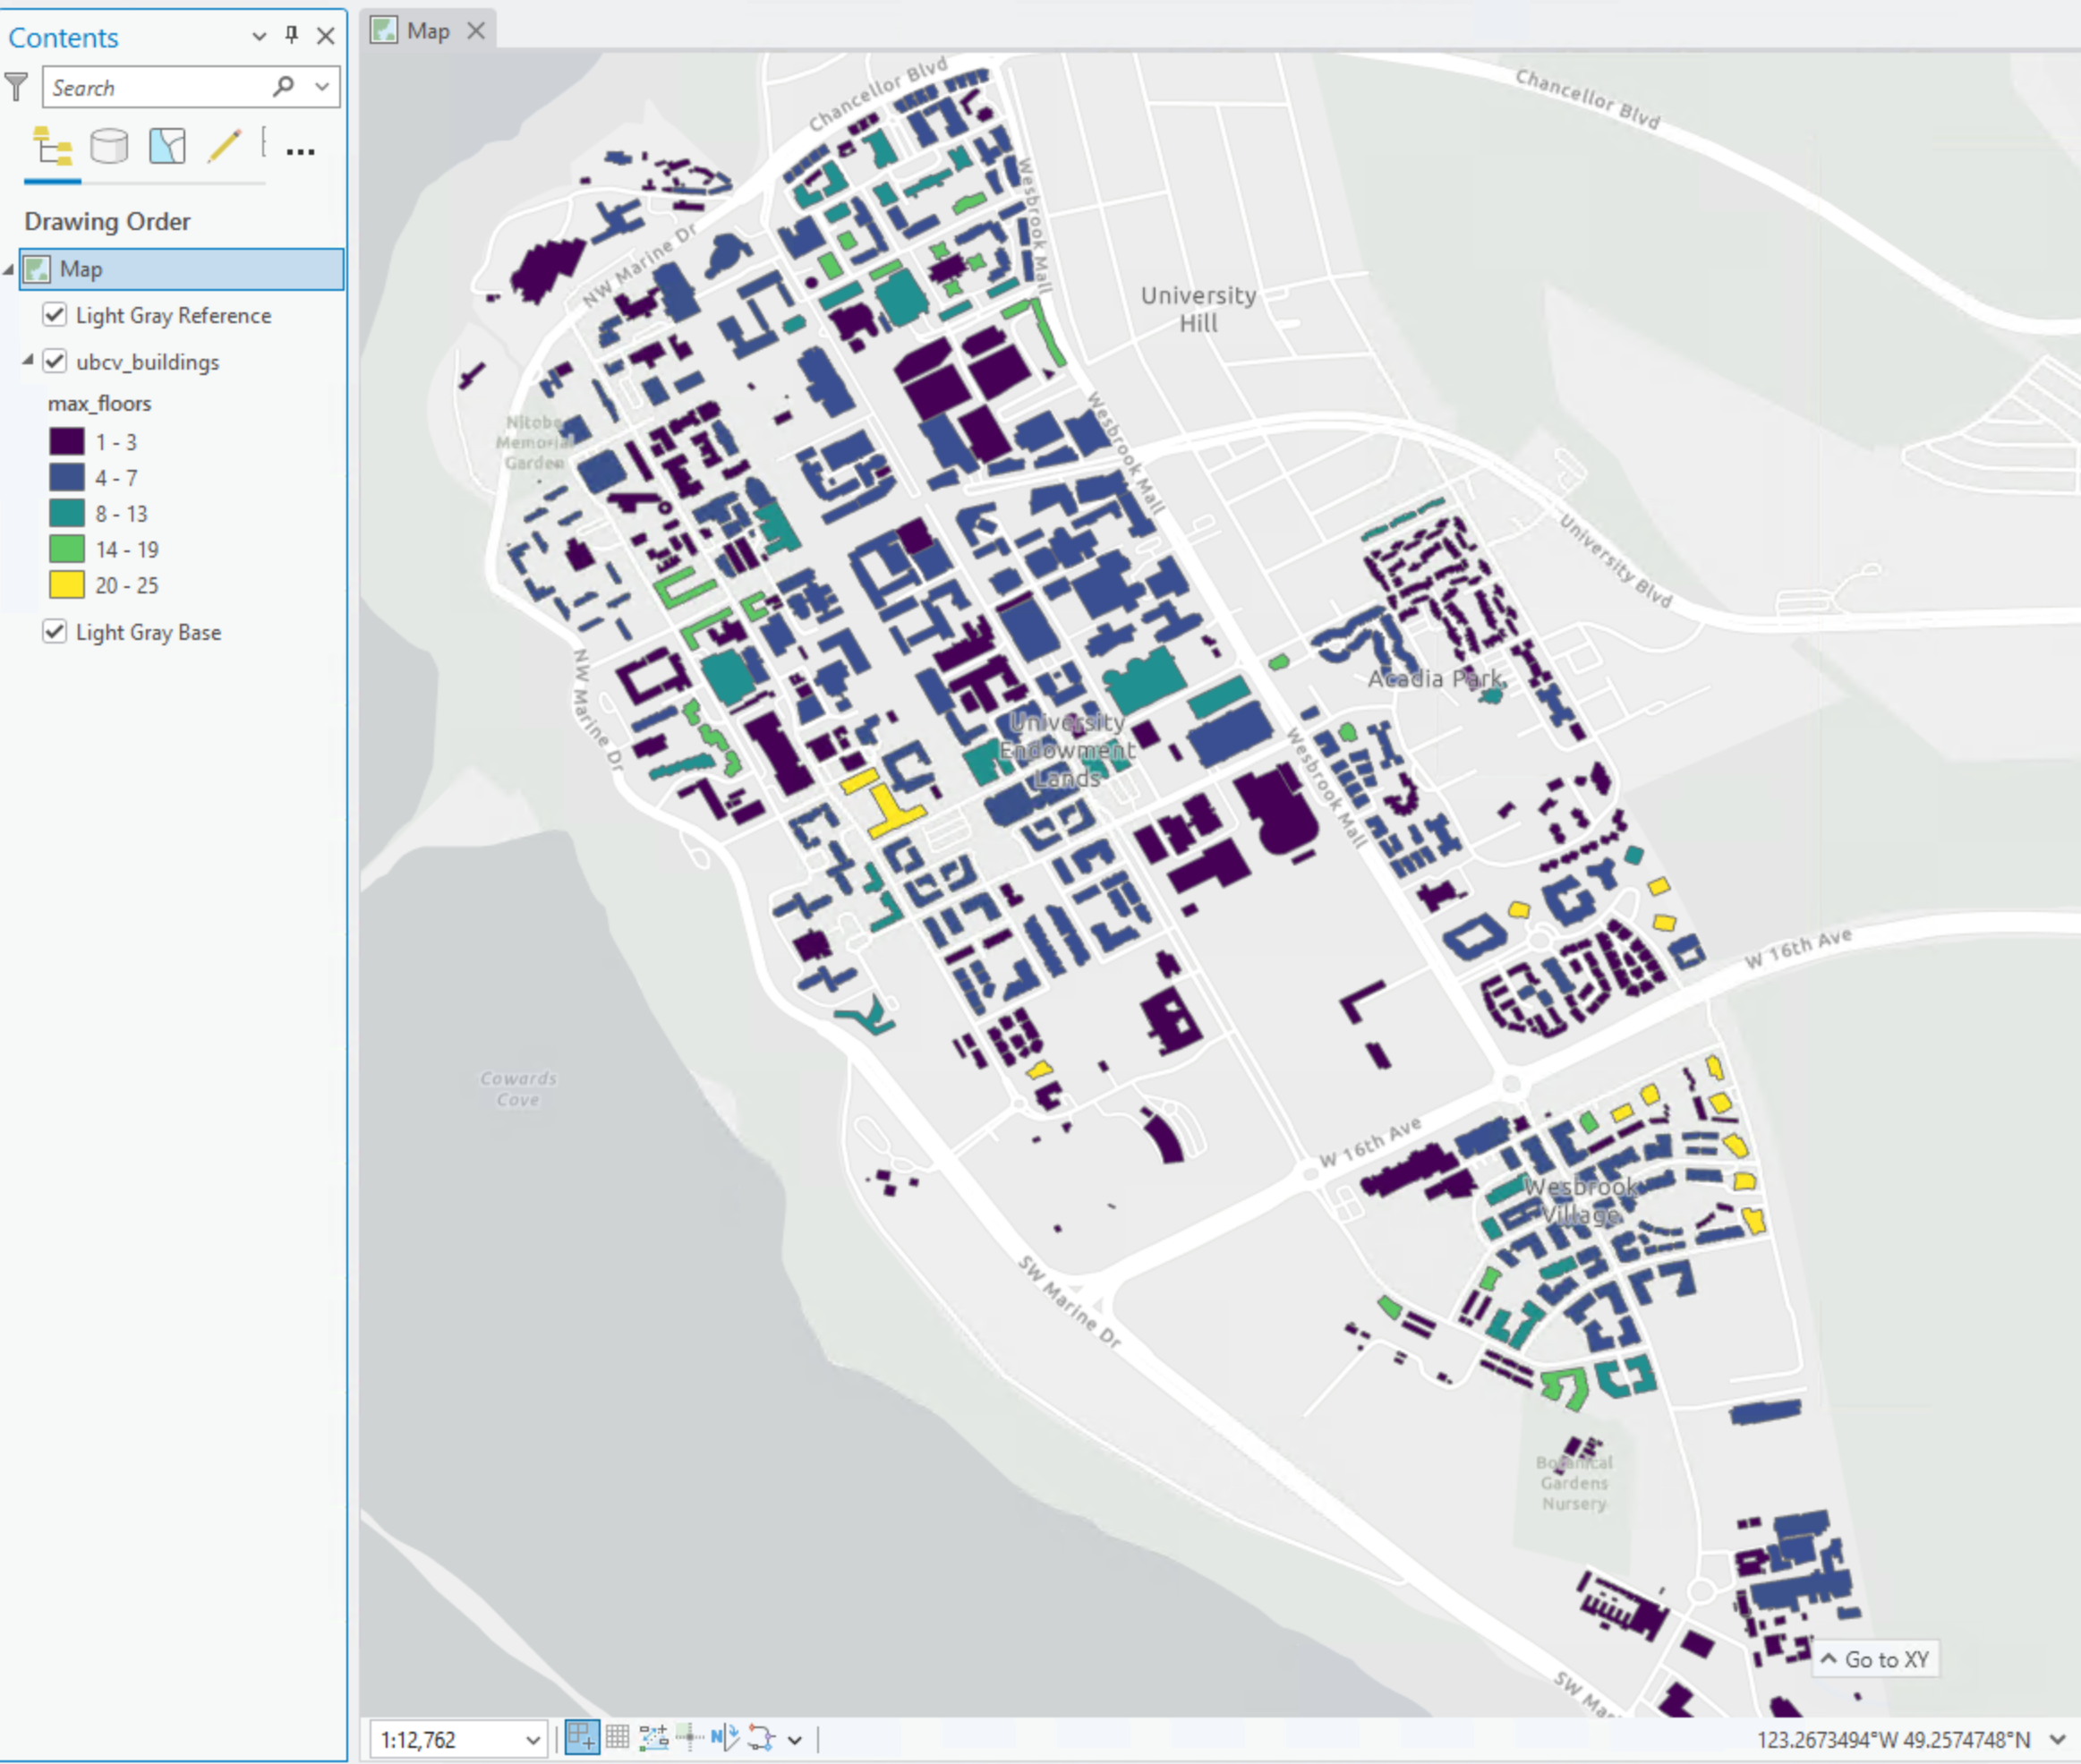 Contents
Search
Drawing Order
Map
Light Gray Reference
ubcv_buildings
max_floors
1 - 3
4 - 7
8 - 13
14 - 19
20 - 25
Light Gray Base
Map
Chancellor Blvd
Chancellor Blvd
Wesbrook Mall
NW Marine Dr
University
Hill
Nitobe
Memorial
Garden
Wesbrook Mall
University Blvd
NW Marine Dr
Acadia Park
University
Endowment
Lands
Wesbrook Mall
W 16th Ave
Cowards
Cove
W 16th Ave
Wesbrook
Village
SW Marine Dr
Botanical
Gardens
Nursery
SW Mar
Go to XY
1:12,762
N
123.2673494°W 49.2574748°N